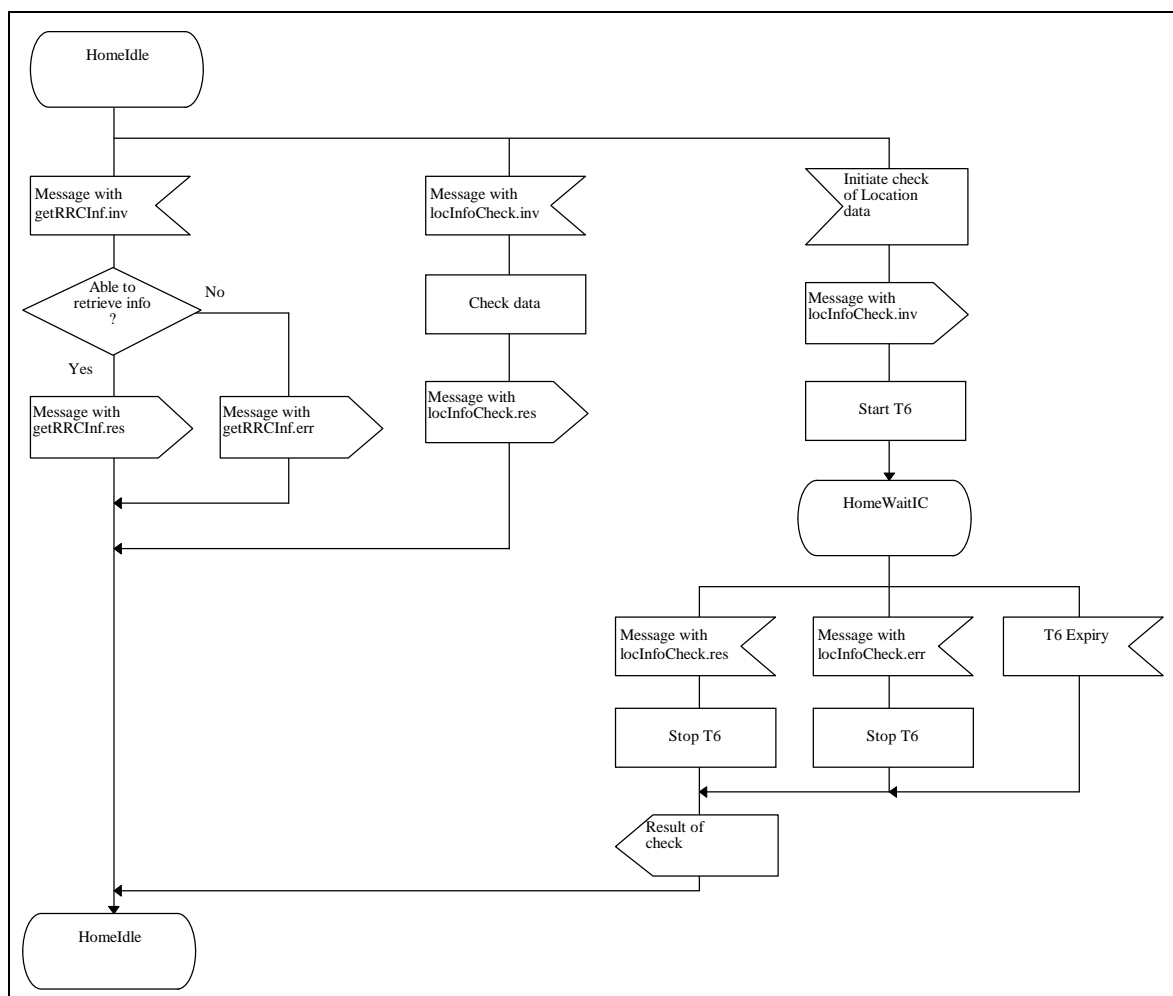 HomeIdle
Message with
getRRCInf.inv
Message with
locInfoCheck.inv
Initiate check
of Location
data
Able to
retrieve info
?
No
Yes
Check data
Message with
locInfoCheck.inv
Message with
getRRCInf.res
Message with
getRRCInf.err
Message with
locInfoCheck.res
Start T6
HomeWaitIC
Message with
locInfoCheck.res
Message with
locInfoCheck.err
T6 Expiry
Stop T6
Stop T6
Result of
check
HomeIdle